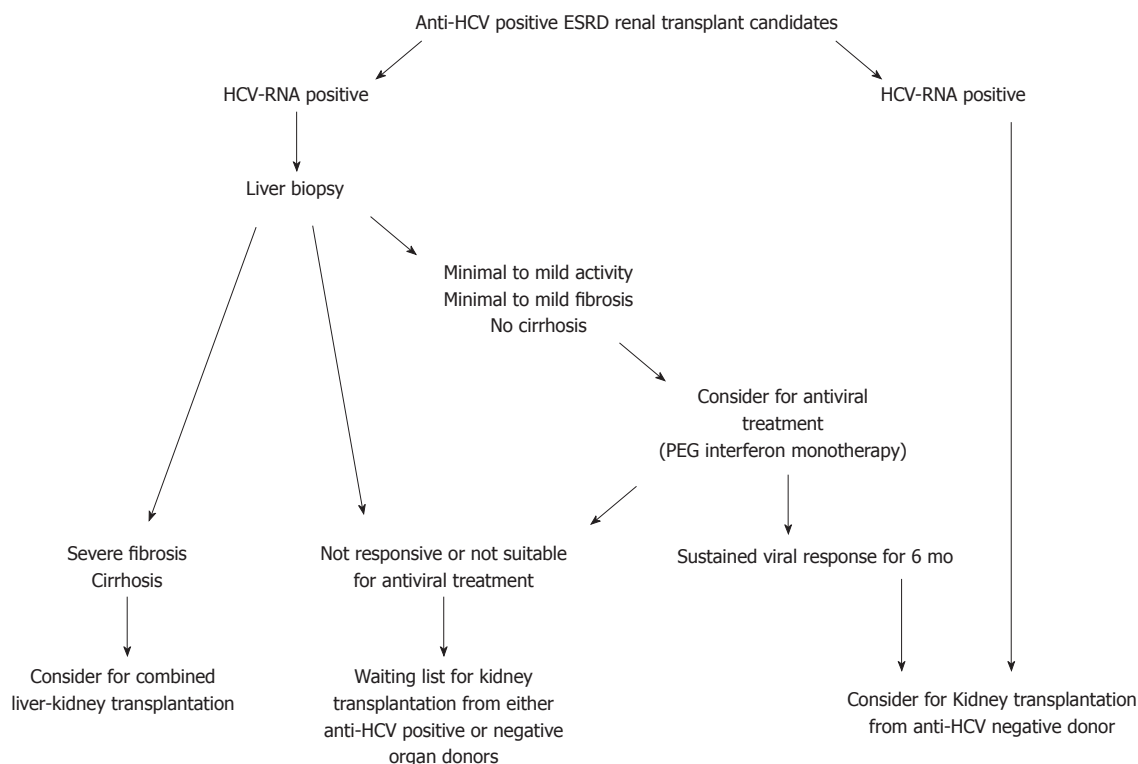 Anti-HCV positive ESRD renal transplant candidates
HCV-RNA positive
HCV-RNA positive
Liver biopsy
Minimal to mild activity
Minimal to mild fibrosis
No cirrhosis
Consider for antiviral
treatment
(PEG interferon monotherapy)
Severe fibrosis
Cirrhosis
Not responsive or not suitable
for antiviral treatment
Sustained viral response for 6 mo
Consider for combined
liver-kidney transplantation
Waiting list for kidney
transplantation from either
anti-HCV positive or negative
organ donors
Consider for Kidney transplantation
from anti-HCV negative donor